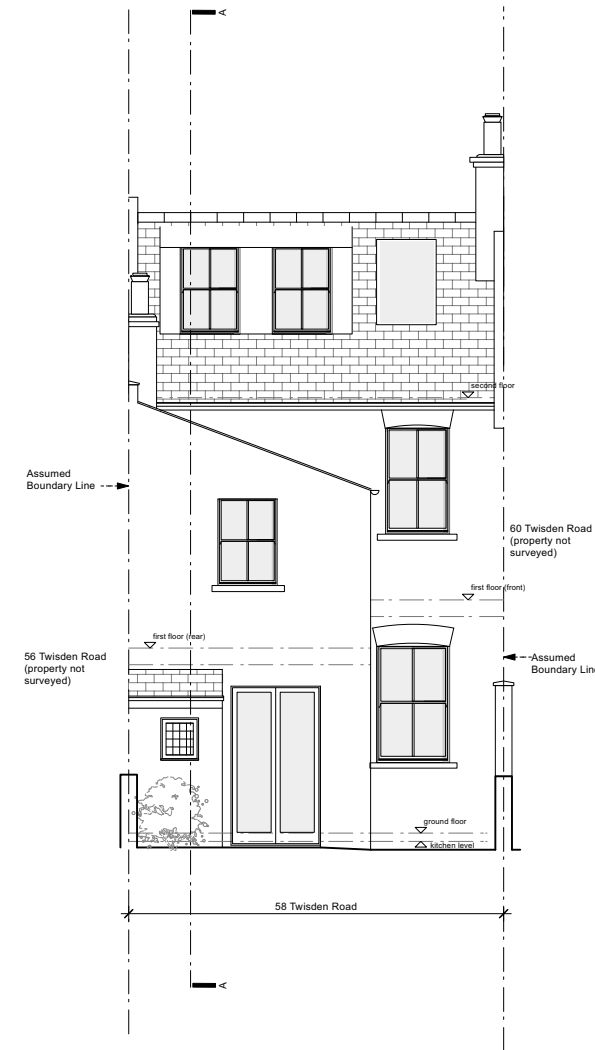 A
second floor
Assumed
Boundary Line
60 Twisden Road
(property not
surveyed)
first floor (front)
first floor (rear)
56 Twisden Road
(property not
surveyed)
Assumed
Boundary Lin
ground floor
kitchen level
58 Twisden Road
A